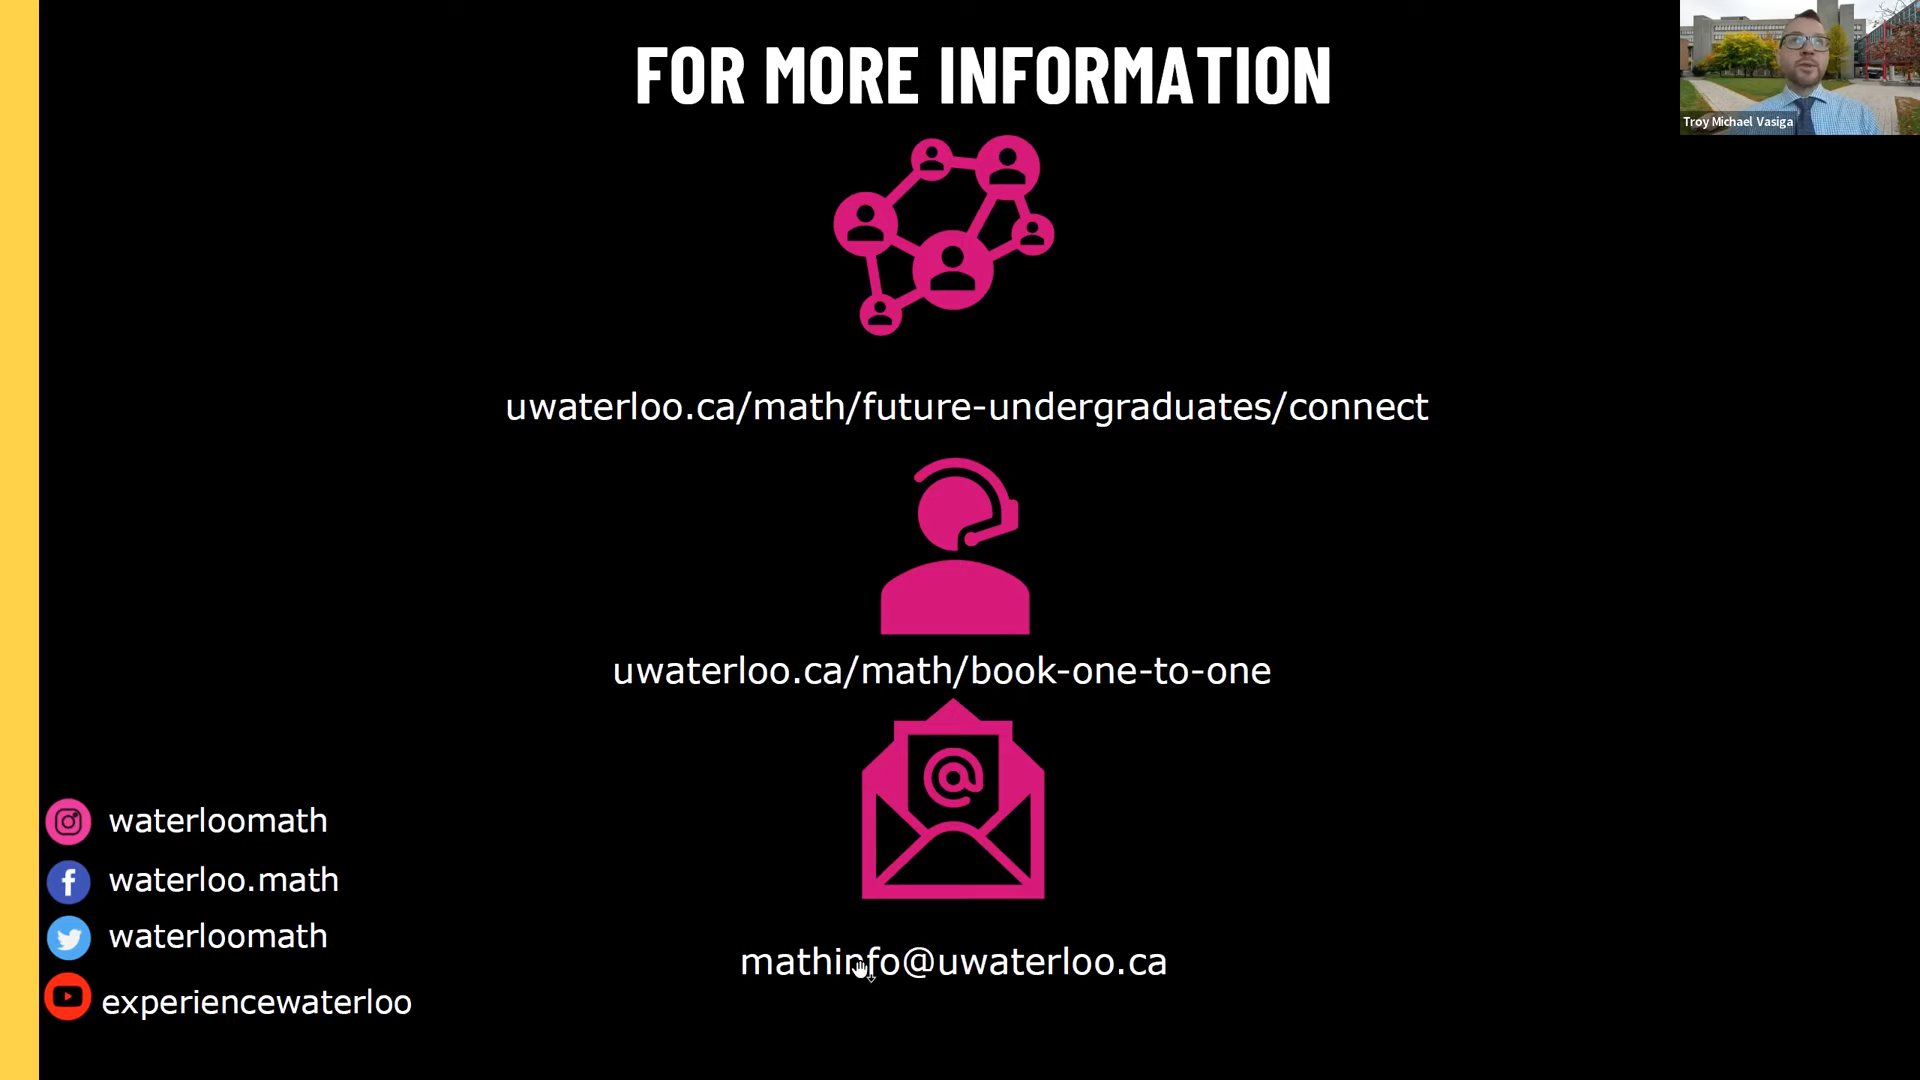 FOR MORE INFORMATION
Troy Michael Vasiga
uwaterloo.ca/math/future-undergraduates/connect
uwaterloo.ca/math/book-one-to-one
@
waterloomath
waterloo.math
waterloomath
experiencewaterloo
mathinfo@uwaterloo.ca